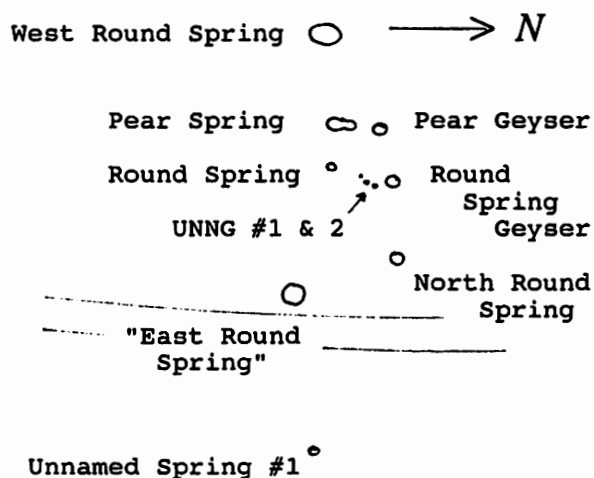 West Round Spring
N
Pear Spring
Pear Geyser
Round Spring
Round
Spring
Geyser
UNNG #1 & 2
North Round
Spring
"East Round
Spring"
Unnamed Spring #1